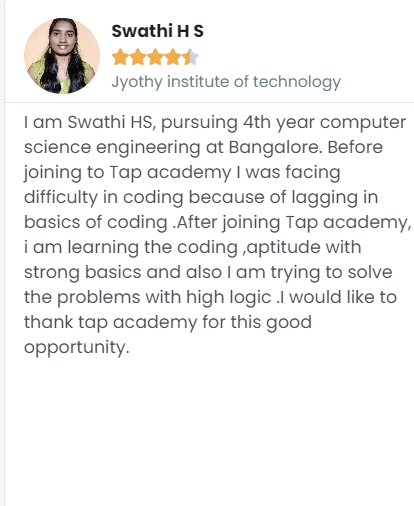 Swathi H S
Jyothy institute of technology
I am Swathi HS, pursuing 4th year computer
science engineering at Bangalore. Before
joining to Tap academy I was facing
difficulty in coding because of lagging in
basics of coding .After joining Tap academy,
i am learning the coding ,aptitude with
strong basics and also I am trying to solve
the problems with high logic .I would like to
thank tap academy for this good
opportunity.